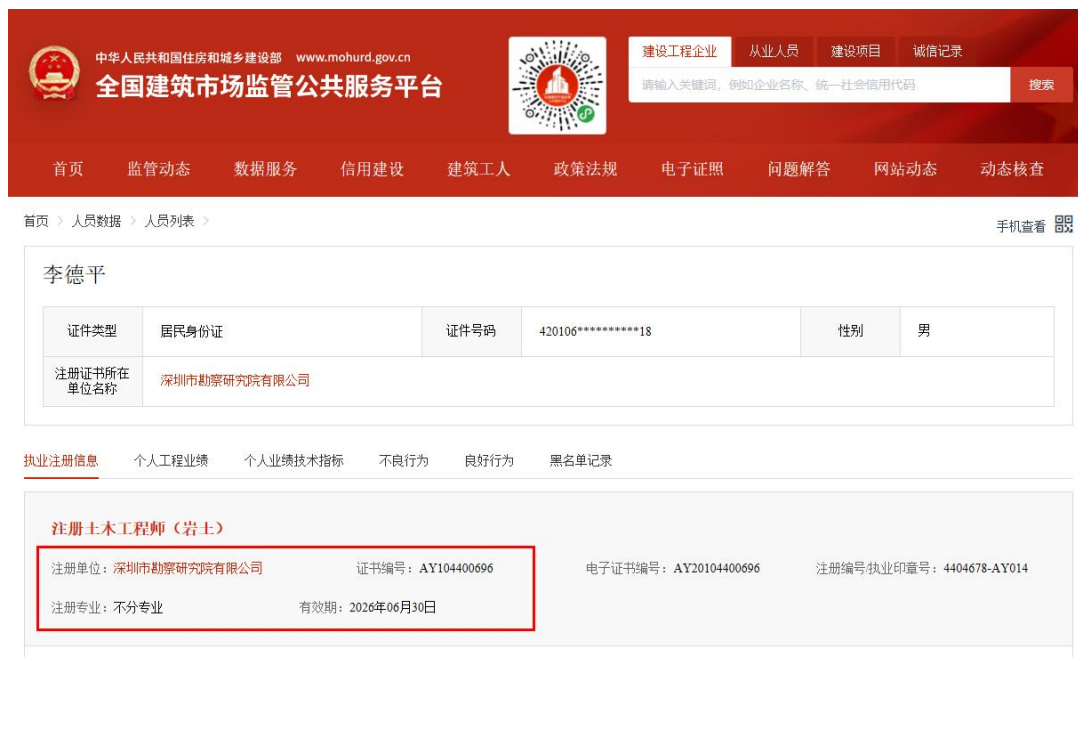 中华人民共和国住房和城乡建设部 www.mohurd.gov.cn
全国建筑市场监管公共服务平台
建设工程企业 从业人员 建设项目 诚信记录
请输入关键词，例如企业名称、统一社会信用代码 搜索
首页 监管动态 数据服务 信用建设 建筑工人 政策法规 电子证照 问题解答 网站动态 动态核查
首页 > 人员数据 > 人员列表 >
手机查看
李德平
证件类型 居民身份证 证件号码 420106**********18 性别 男
注册证书所在
单位名称
深圳市勘察研究院有限公司
执业注册信息 个人工程业绩 个人业绩技术指标 不良行为 良好行为 黑名单记录
注册土木工程师（岩土）
注册单位：深圳市勘察研究院有限公司 证书编号：AY104400696 电子证书编号：AY20104400696 注册编号/执业印章号：4404678-AY014
注册专业：不分专业 有效期：2026年06月30日